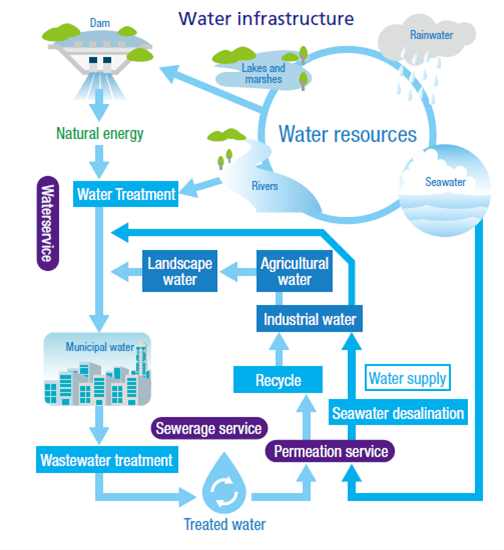 Water infrastructure
Dam
Rainwater
Lakes and
marshes
Natural energy
Water resources
Rivers
Seawater
Waterservice
Water Treatment
Landscape
water
Agricultural
water
Industrial water
Municipal water
Recycle
Water supply
Seawater desalination
Sewerage service
Permeation service
Wastewater treatment
Treated water